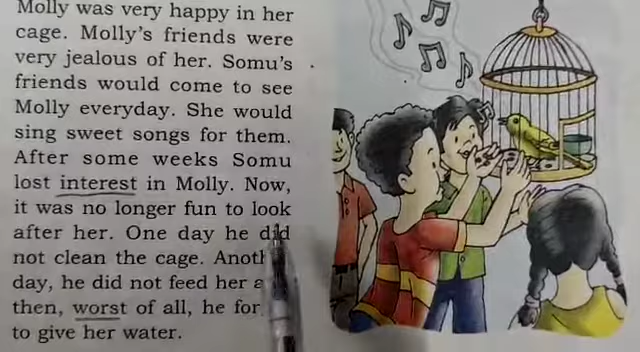 Molly was very happy in her
cage. Molly's friends were
very jealous of her. Somu's
friends would come to see
Molly everyday. She would
sing sweet songs for them.
After some weeks Somu
lost interest in Molly. Now,
it was no longer fun to look
after her. One day he did
not clean the cage.
day, he did not feed her
then, worst of all, he
to give her water.